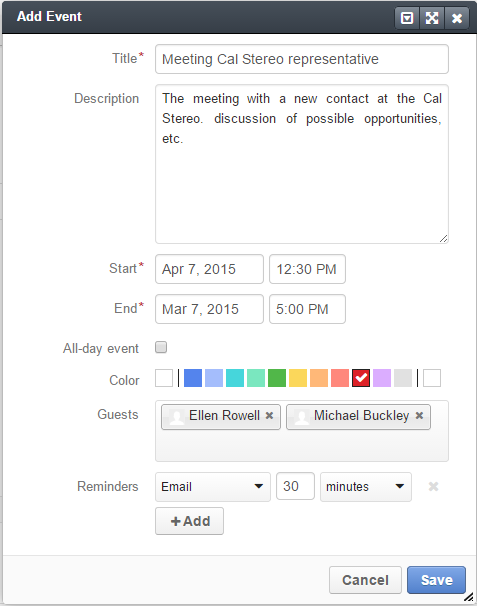 Add Event
Title*
Meeting Cal Stereo representative
Description
The meeting with a new contact at the Cal
Stereo. discussion of possible opportunities,
etc.
Start* Apr 7, 2015 12:30 PM
End* Mar 7, 2015 5:00 PM
All-day event
Color
Guests Ellen Rowell Michael Buckley
Reminders Email 30 minutes
+Add
Cancel Save